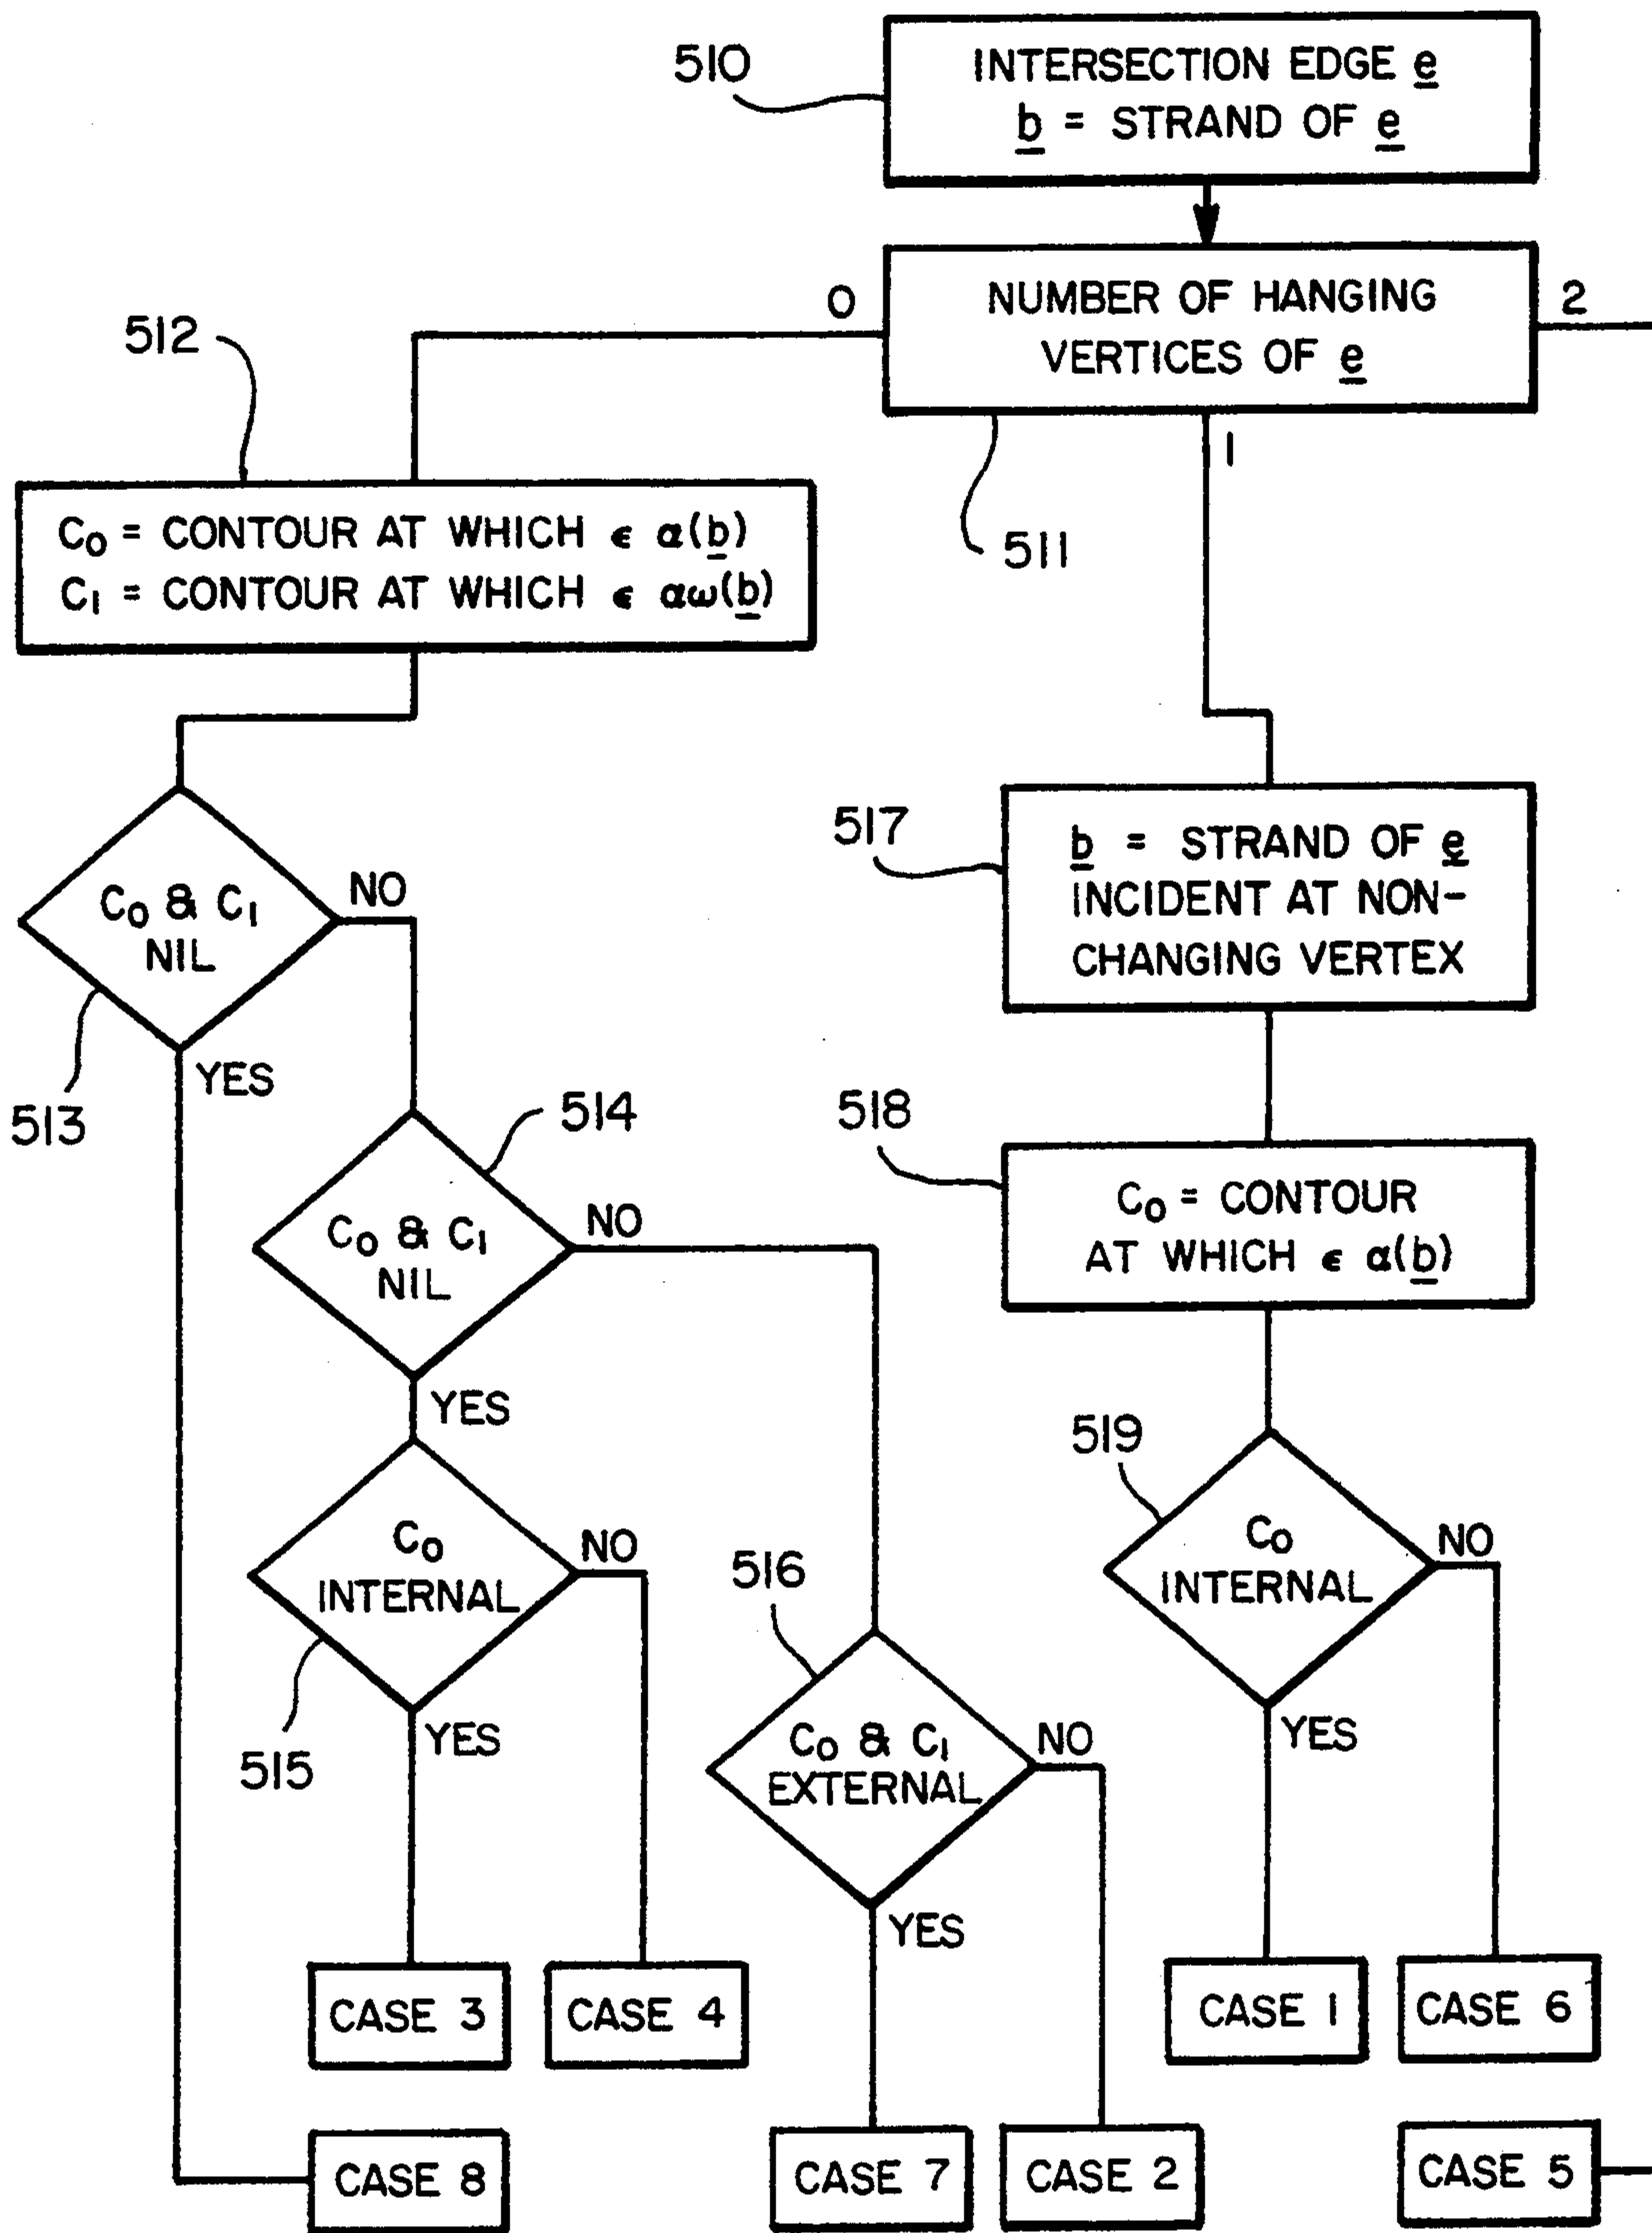 510
INTERSECTION EDGE e
b = STRAND OF e
0
NUMBER OF HANGING
VERTICES OF e
2
1
511
512
C₀ = CONTOUR AT WHICH ϵ α(b)
C₁ = CONTOUR AT WHICH ϵ αω(b)
513
C₀ & C₁
NIL
NO
YES
514
C₀ & C₁
NIL
NO
YES
515
C₀
INTERNAL
NO
YES
516
C₀ & C₁
EXTERNAL
NO
YES
517
b = STRAND OF e
INCIDENT AT NON-
CHANGING VERTEX
518
C₀ = CONTOUR
AT WHICH ϵ α(b)
519
C₀
INTERNAL
NO
YES
CASE 3
CASE 4
CASE 1
CASE 6
CASE 8
CASE 7
CASE 2
CASE 5